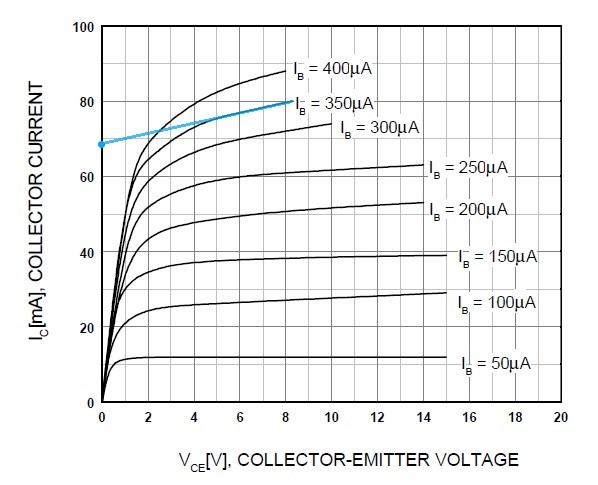 100
80
60
40
20
0
0 2 4 6 8 10 12 14 16 18 20
I_C[mA], COLLECTOR CURRENT
V_CE[V], COLLECTOR-EMITTER VOLTAGE
I_B = 400μA
I_B = 350μA
I_B = 300μA
I_B = 250μA
I_B = 200μA
I_B = 150μA
I_B = 100μA
I_B = 50μA